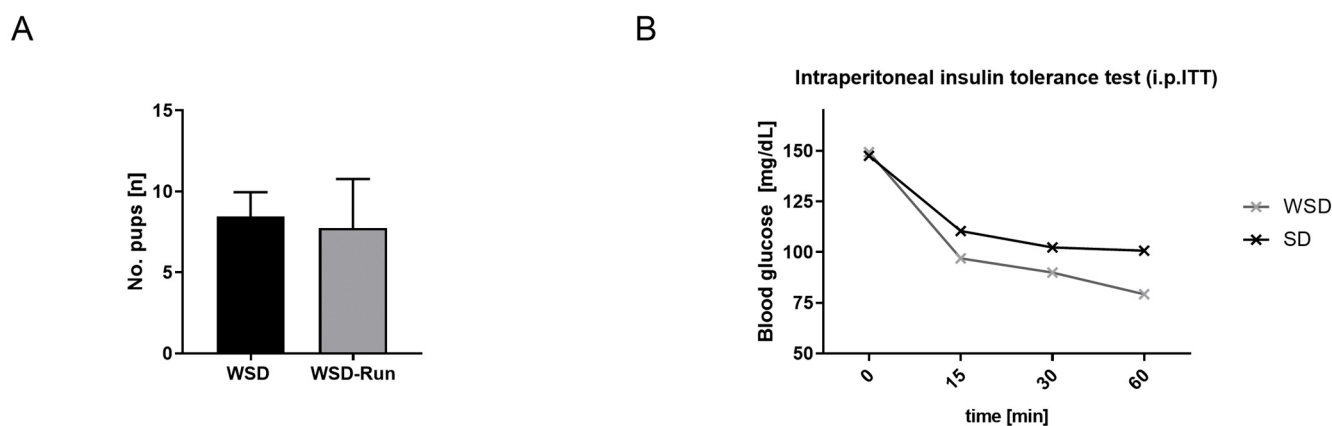 A
No. pups [n]
15
10
5
0
WSD
WSD-Run
B
Intraperitoneal insulin tolerance test (i.p.ITT)
Blood glucose [mg/dL]
150
125
100
75
50
0
15
30
60
time [min]
WSD
SD